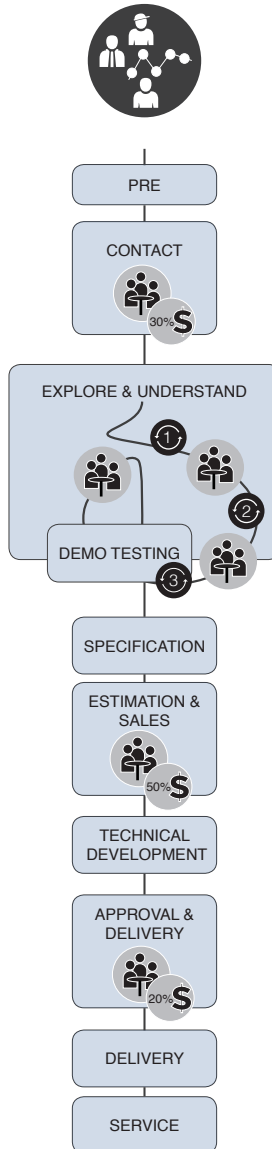 PRE
CONTACT
30% $
EXPLORE & UNDERSTAND
1
2
DEMO TESTING
3
SPECIFICATION
ESTIMATION &
SALES
50% $
TECHNICAL
DEVELOPMENT
APPROVAL &
DELIVERY
20% $
DELIVERY
SERVICE